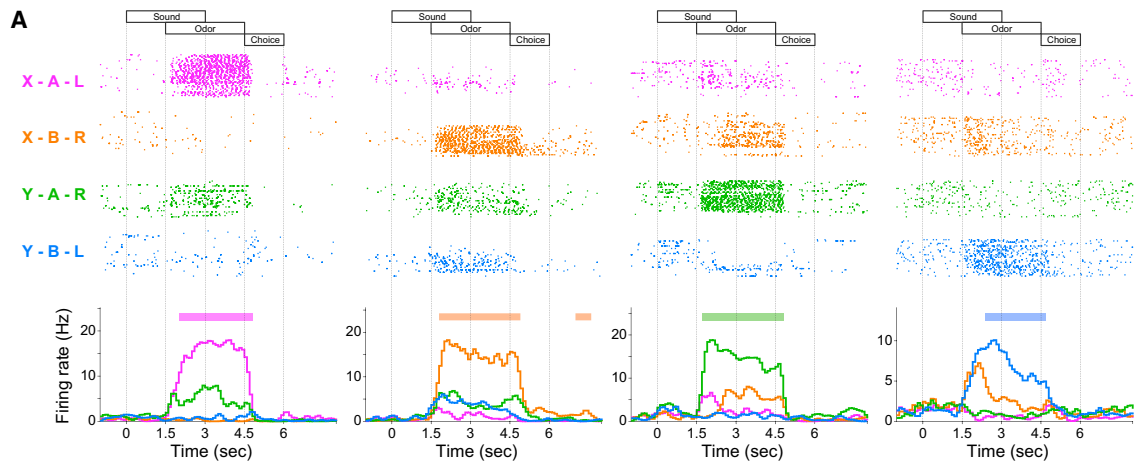 A
Sound
Odor
Choice
Sound
Odor
Choice
Sound
Odor
Choice
Sound
Odor
Choice
X - A - L
X - B - R
Y - A - R
Y - B - L
Firing rate (Hz)
20
10
0
0 1.5 3 4.5 6
Time (sec)
20
10
0
0 1.5 3 4.5 6
Time (sec)
20
10
0
0 1.5 3 4.5 6
Time (sec)
10
0
0 1.5 3 4.5 6
Time (sec)